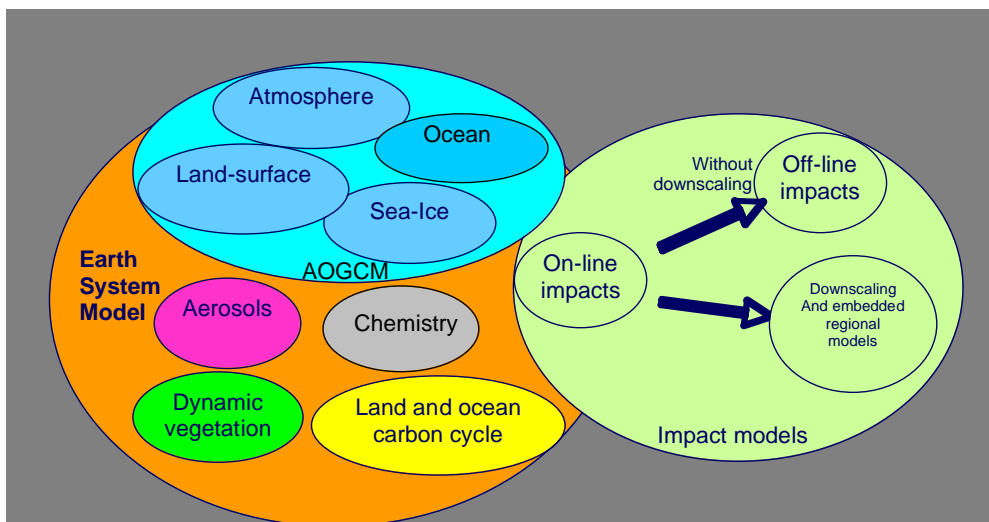 Atmosphere
Ocean
Land-surface
Sea-Ice
AOGCM
Earth
System
Model
Aerosols
Chemistry
Dynamic
vegetation
Land and ocean
carbon cycle
On-line
impacts
Without
downscaling
Off-line
impacts
Downscaling
And embedded
regional
models
Impact models